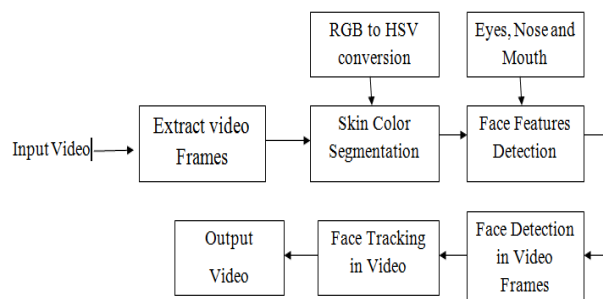 RGB to HSV
conversion
Eyes, Nose and
Mouth
Input Video
Extract video
Frames
Skin Color
Segmentation
Face Features
Detection
Output
Video
Face Tracking
in Video
Face Detection
in Video
Frames